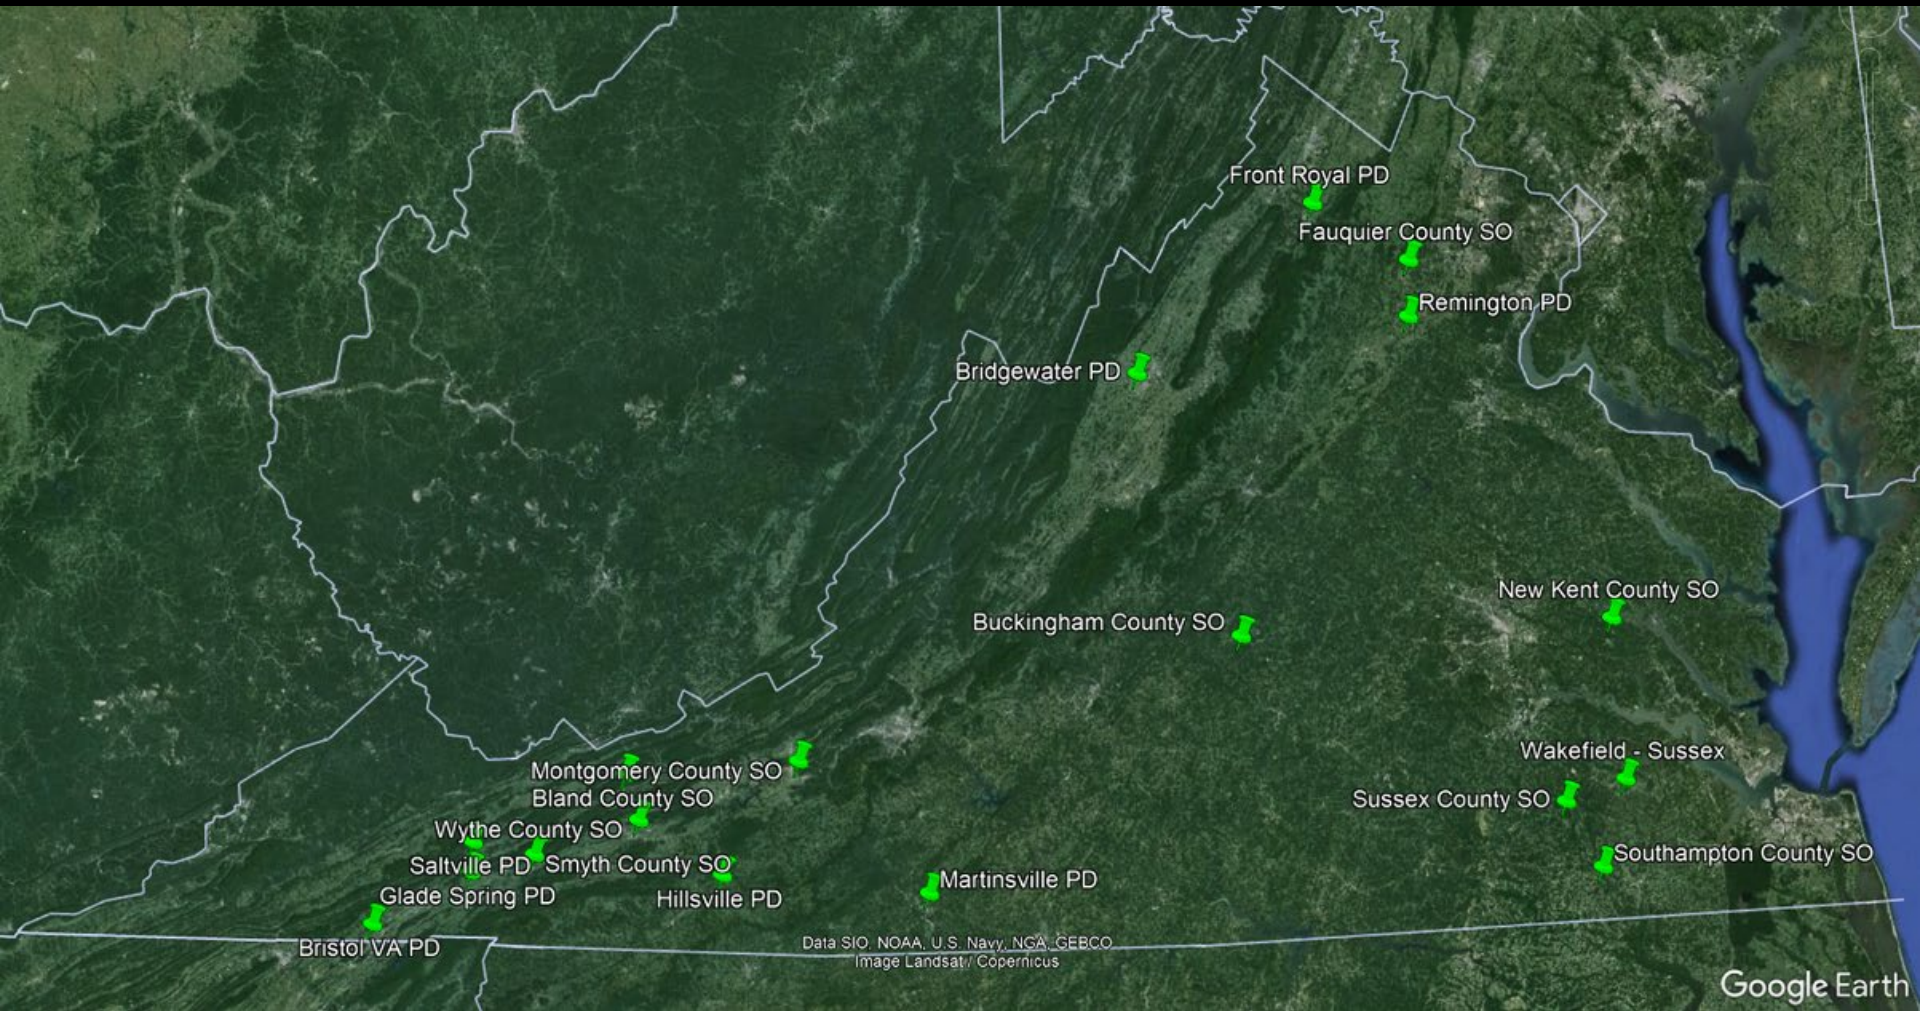 Front Royal PD
Fauquier County SO
Remington PD
Bridgewater PD
New Kent County SO
Buckingham County SO
Wakefield - Sussex
Montgomery County SO
Bland County SO
Sussex County SO
Wythe County SO
Southampton County SO
Saltville PD
Smyth County SO
Martinsville PD
Glade Spring PD
Hillsville PD
Bristol VA PD
Data SIO, NOAA, U.S. Navy, NGA, GEBCO
Image Landsat / Copernicus
Google Earth